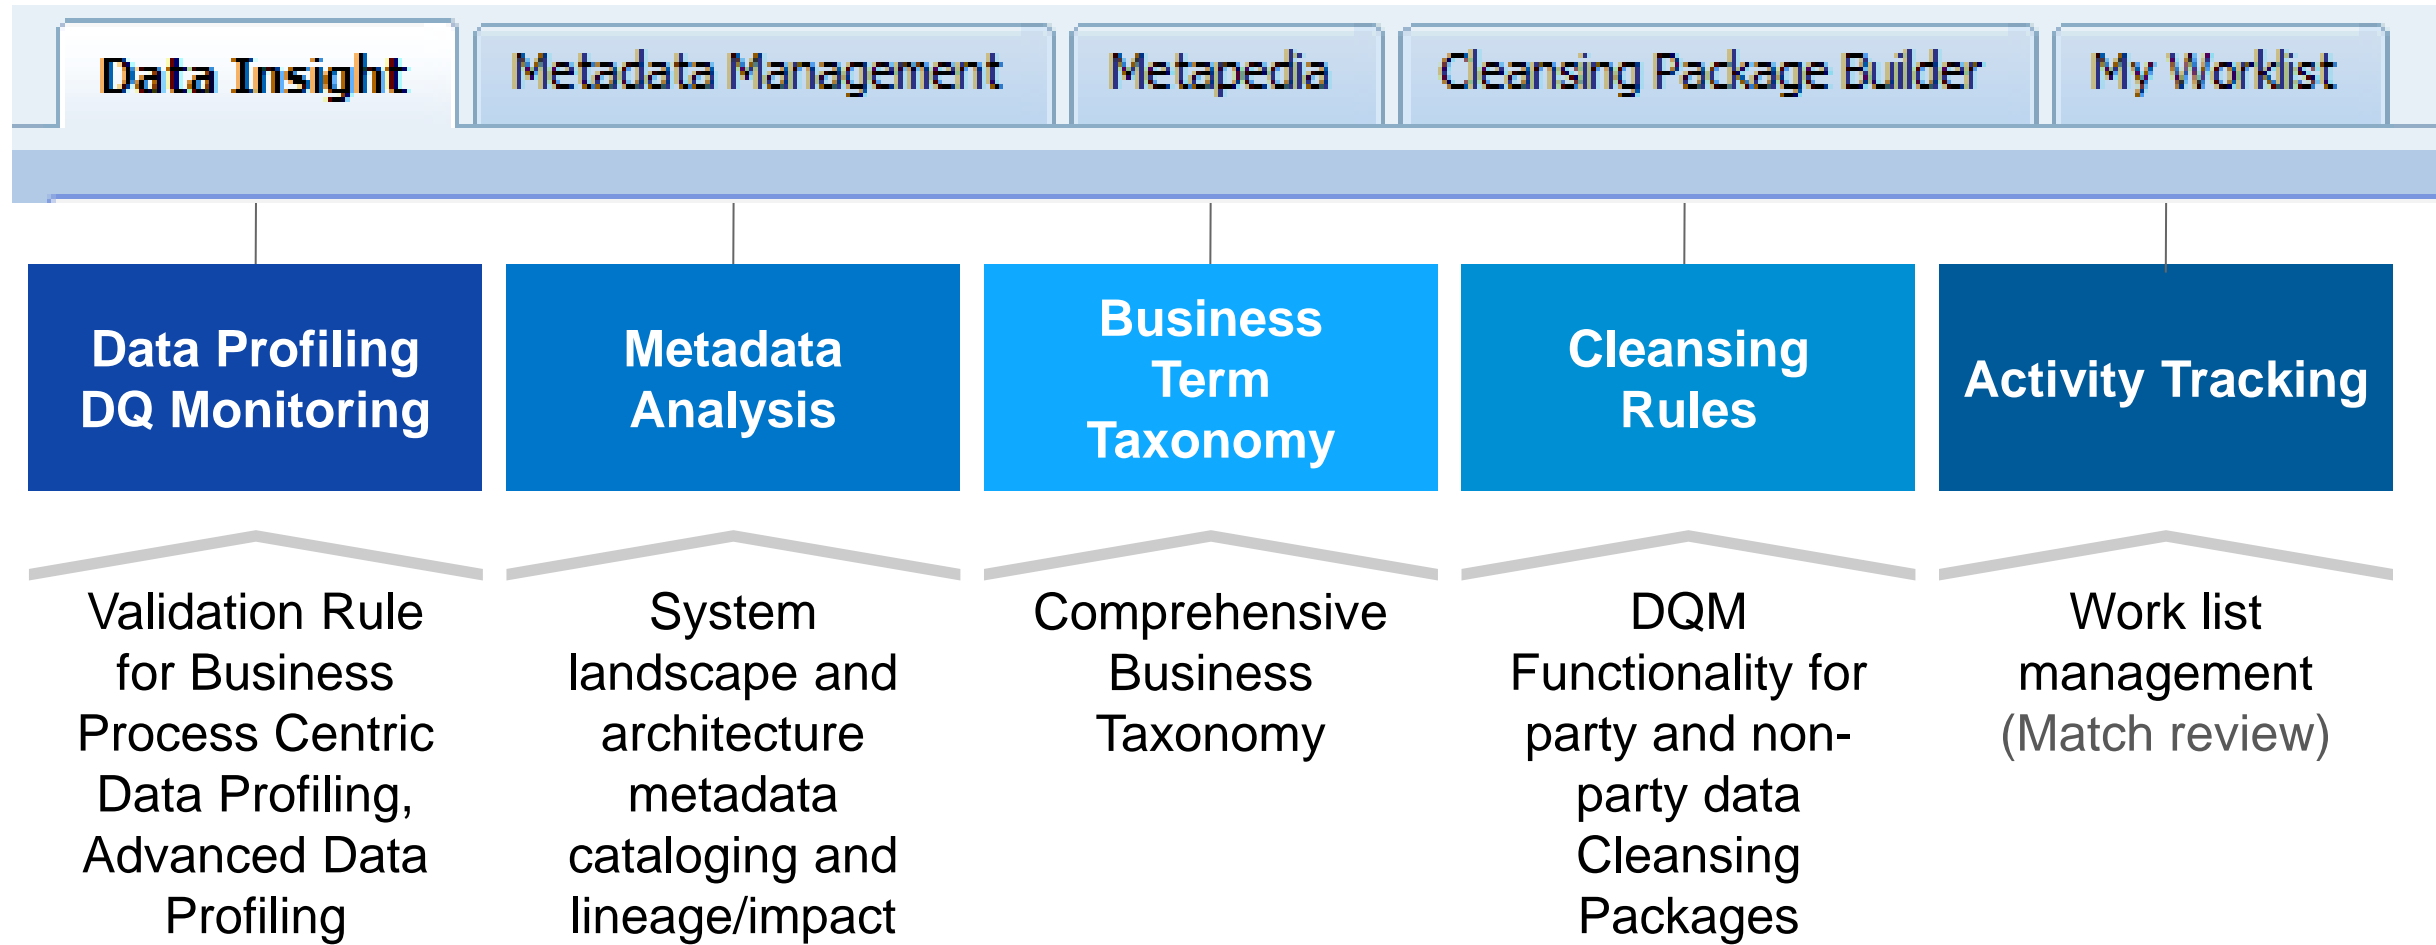 Data Insight
Metadata Management
Metapedia
Cleansing Package Builder
My Worklist
Data Profiling
DQ Monitoring
Metadata
Analysis
Business
Term
Taxonomy
Cleansing
Rules
Activity Tracking
Validation Rule
for Business
Process Centric
Data Profiling,
Advanced Data
Profiling
System
landscape and
architecture
metadata
cataloging and
lineage/impact
Comprehensive
Business
Taxonomy
DQM
Functionality for
party and non-
party data
Cleansing
Packages
Work list
management
(Match review)